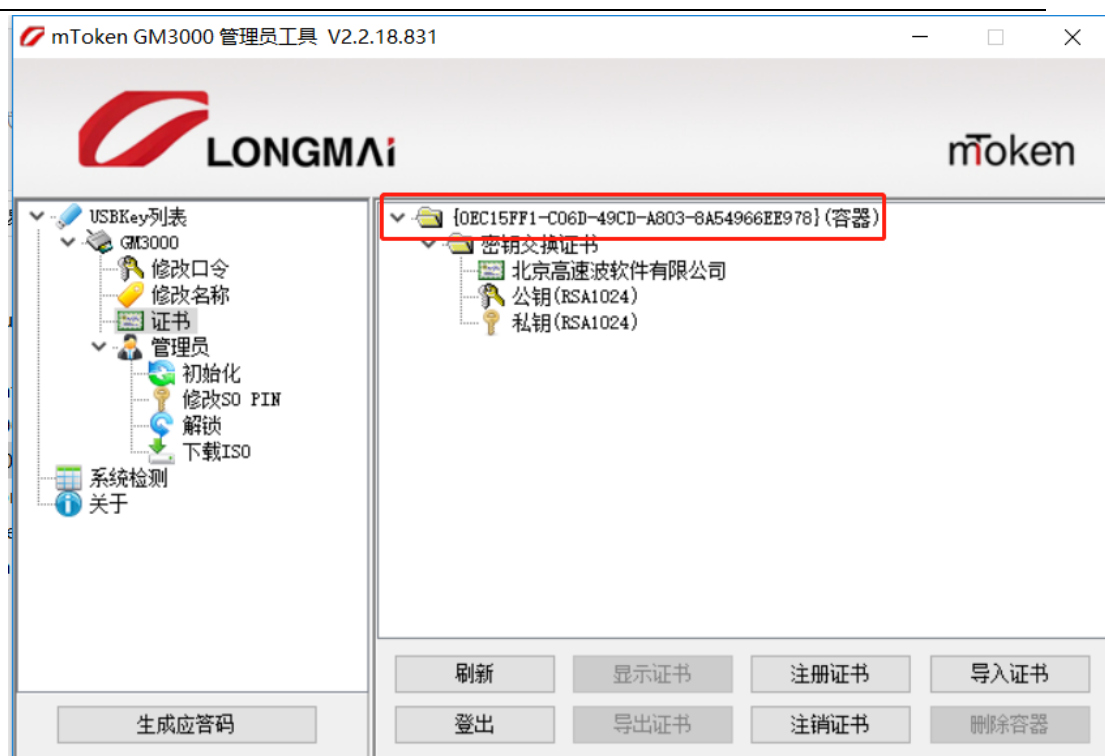 mToken GM3000 管理员工具 V2.2.18.831
LONGMAi
mToken
USBKey列表
GM3000
修改口令
修改名称
证书
管理员
初始化
修改SO PIN
解锁
下载ISO
系统检测
关于
生成应答码
{0EC15FF1-C06D-49CD-A803-8A54966EE978}(容器)
密钥交换证书
北京高速波软件有限公司
公钥(RSA1024)
私钥(RSA1024)
刷新
显示证书
注册证书
导入证书
登出
导出证书
注销证书
删除容器